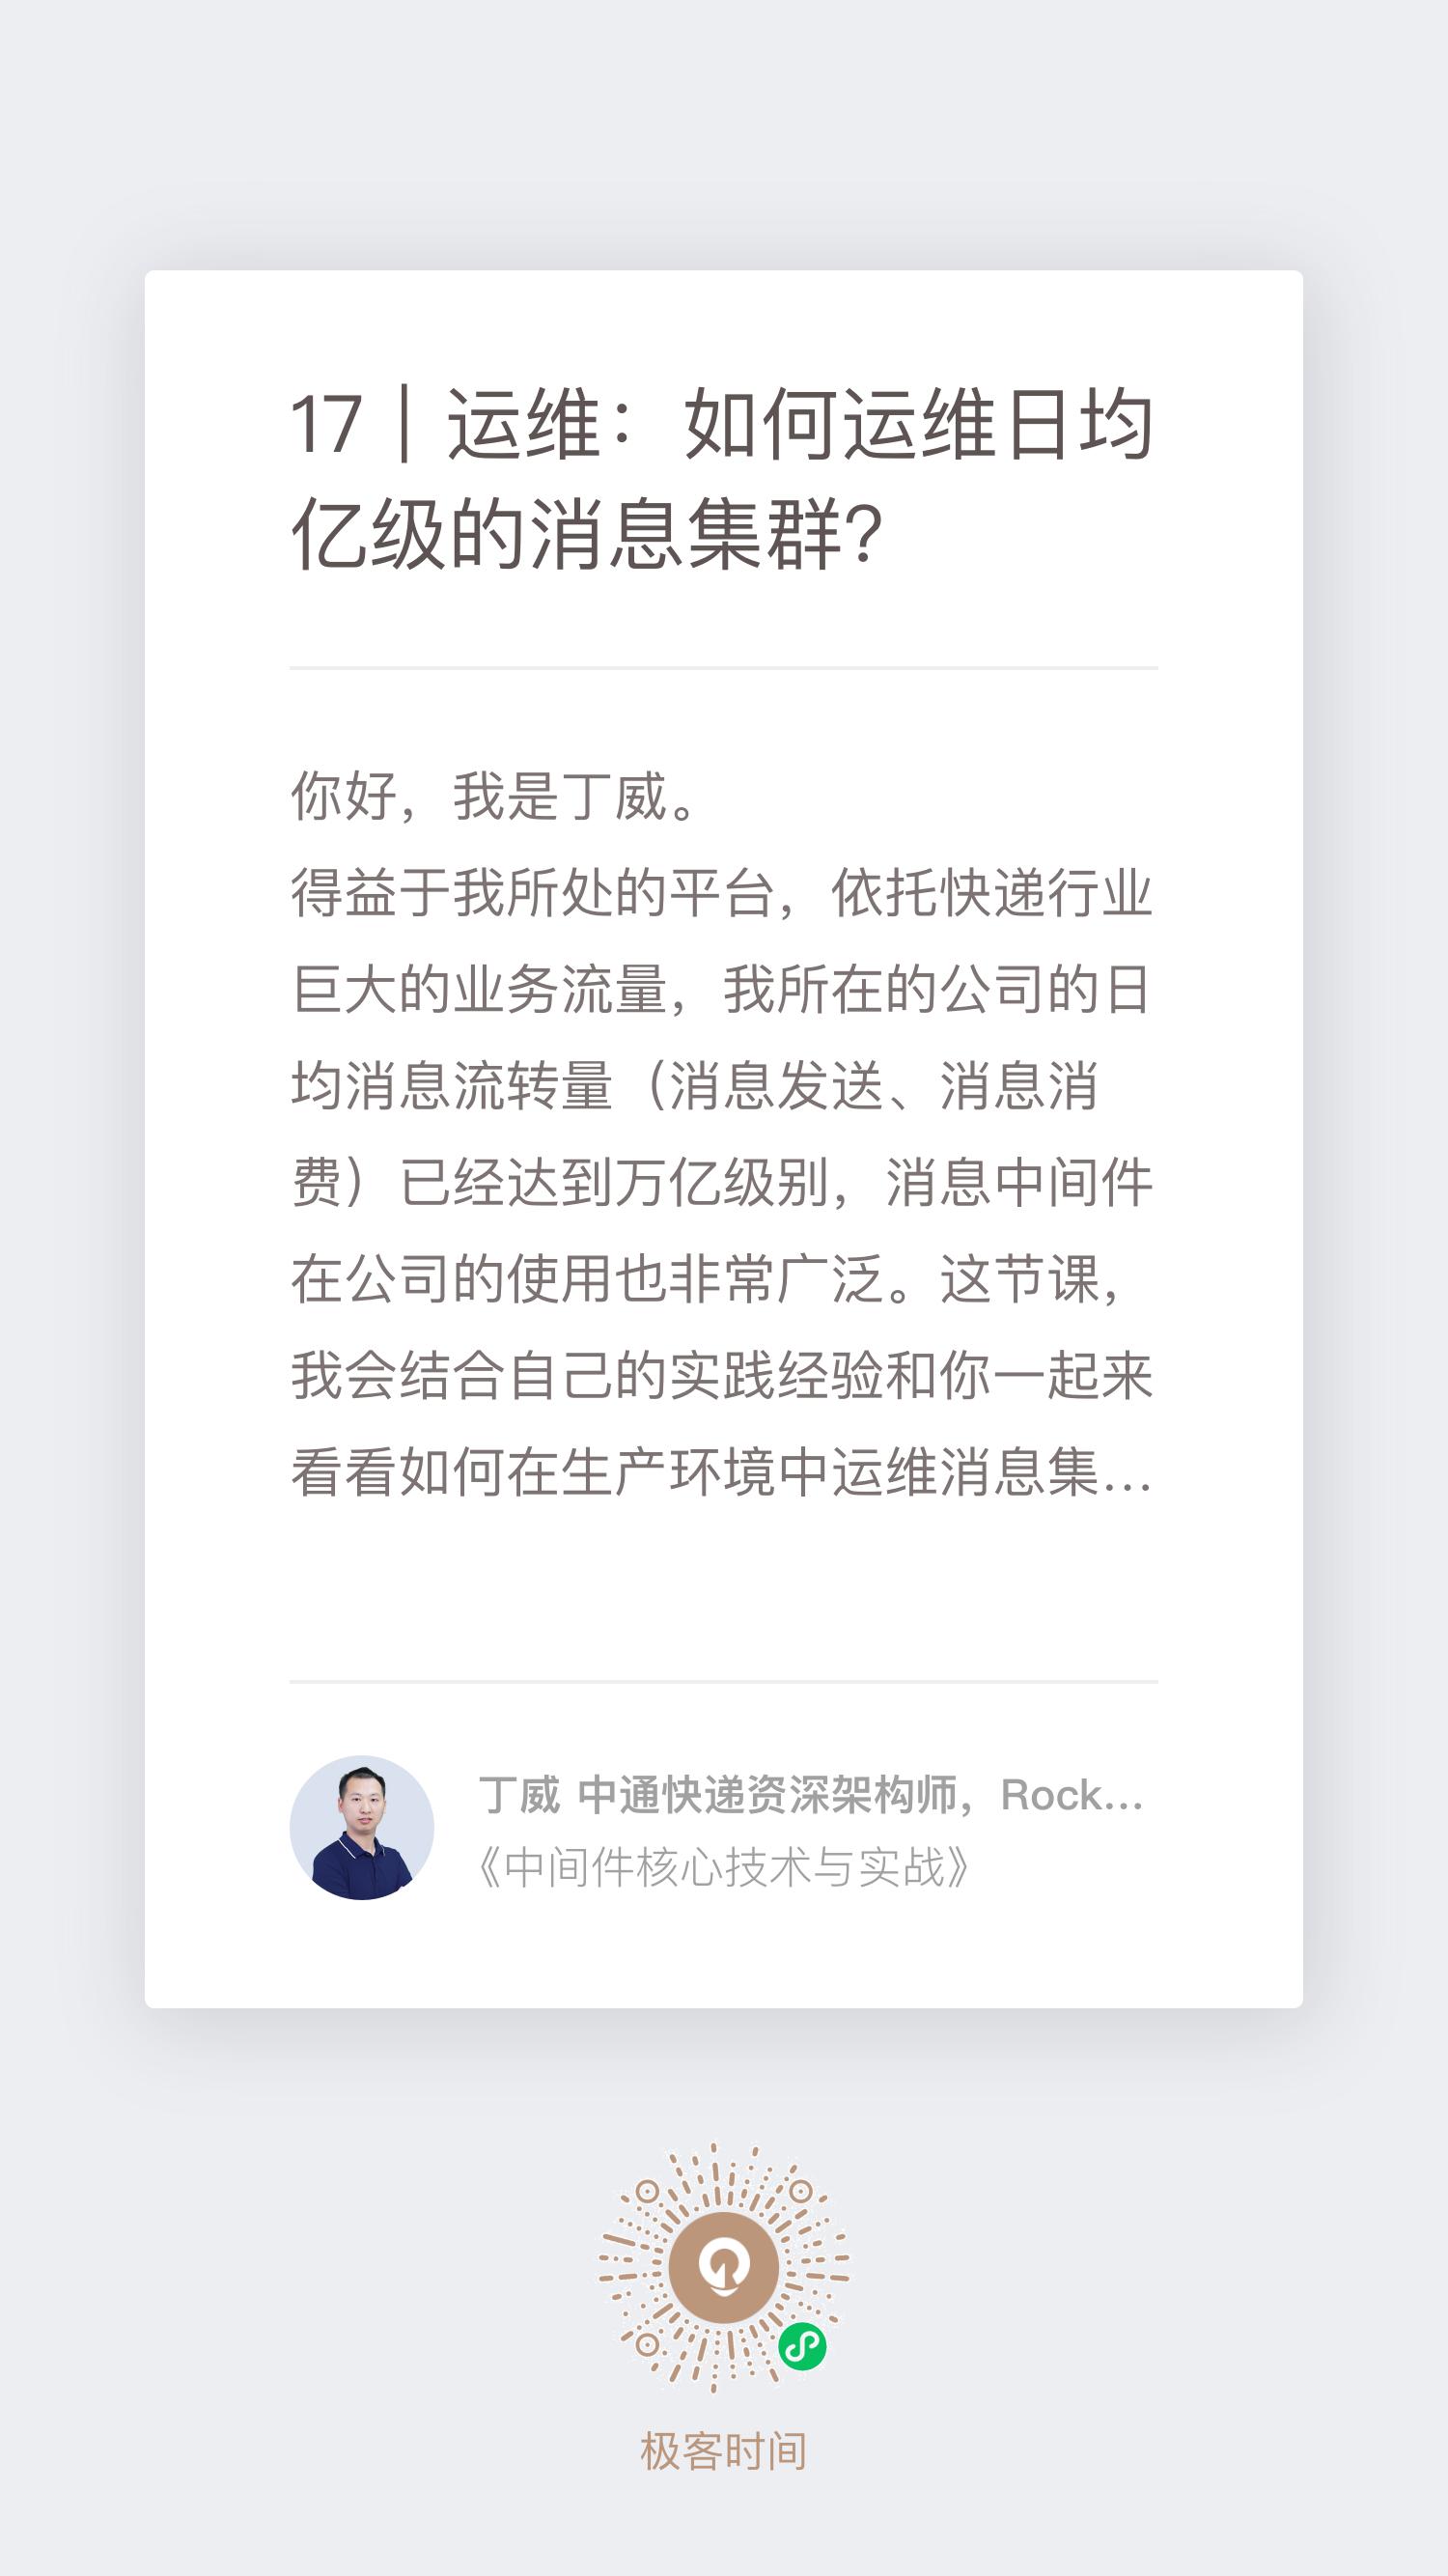 17｜运维：如何运维日均
亿级的消息集群？
你好，我是丁威。
得益于我所处的平台，依托快递行业
巨大的业务流量，我所在的公司的日
均消息流转量（消息发送、消息消
费）已经达到万亿级别，消息中间件
在公司的使用也非常广泛。这节课，
我会结合自己的实践经验和你一起来
看看如何在生产环境中运维消息集...
丁威 中通快递资深架构师，Rock...
《中间件核心技术与实战》
极客时间